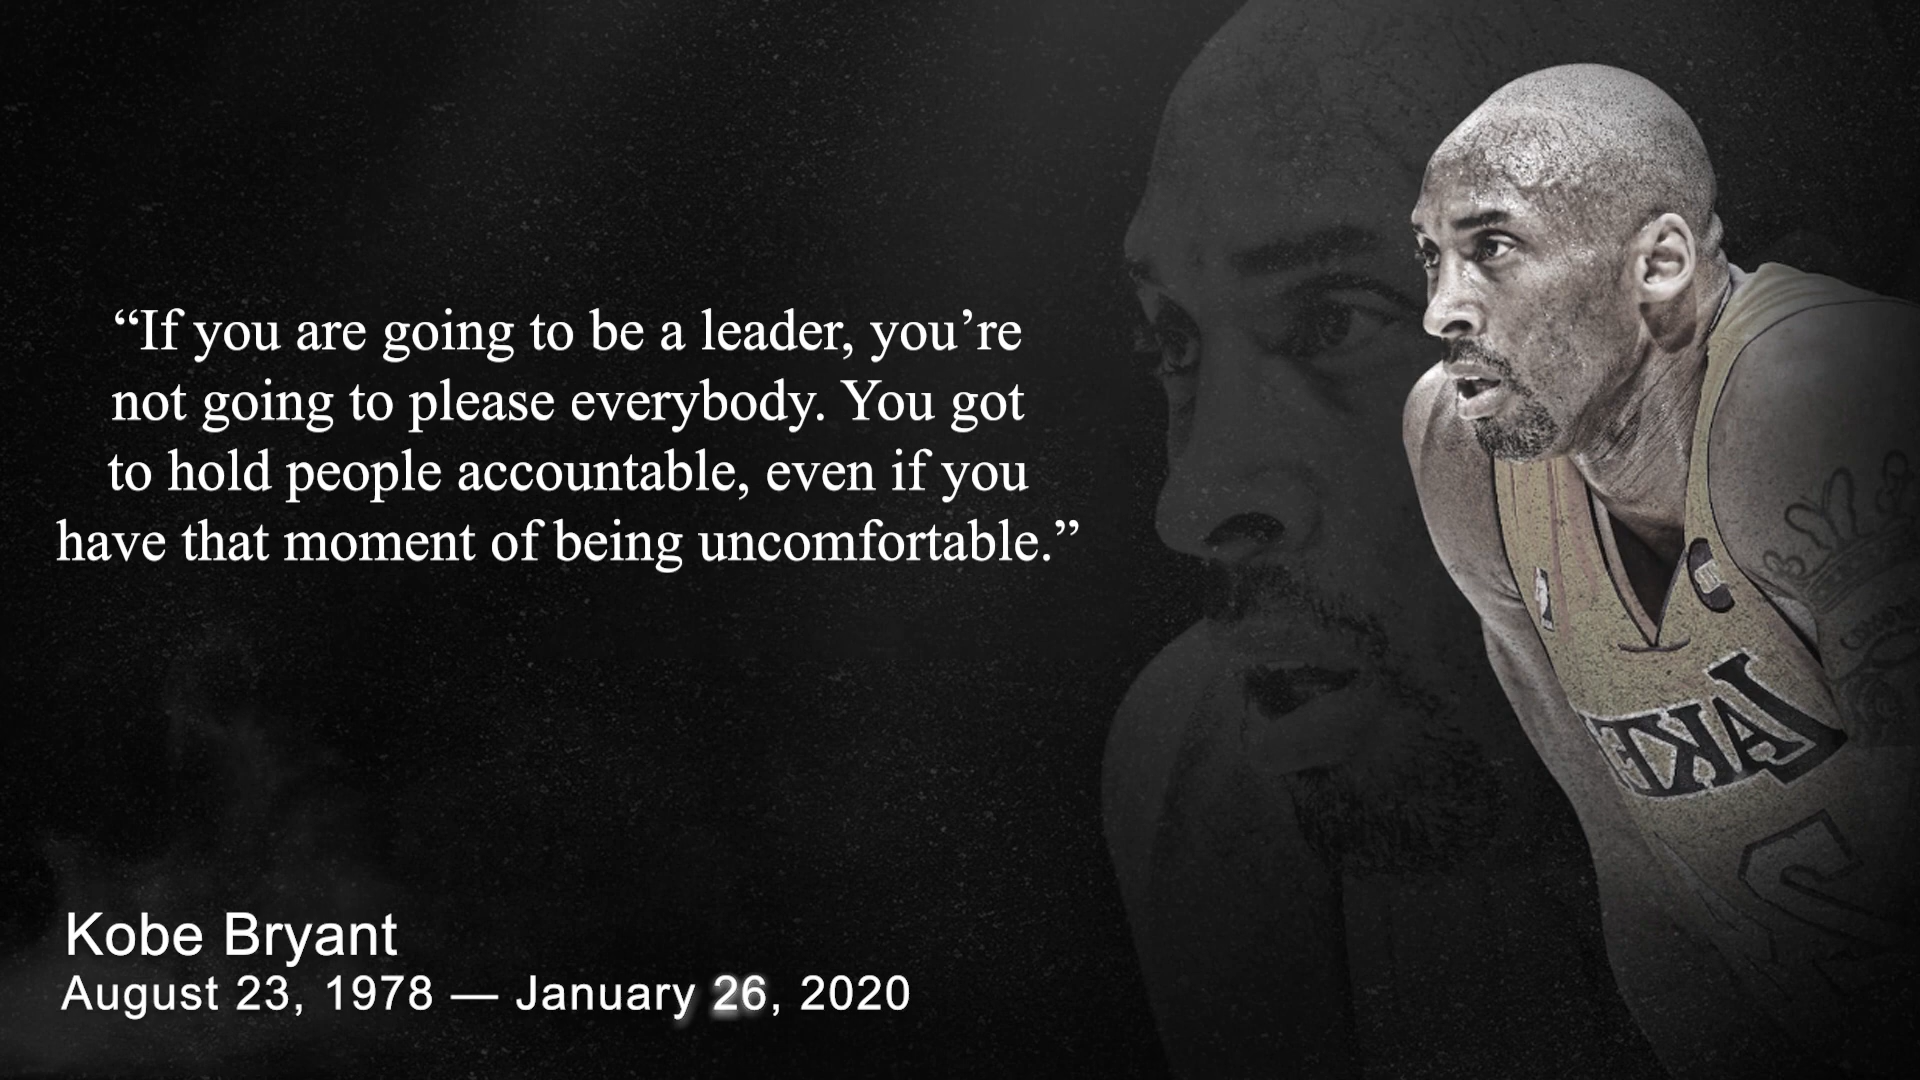 “If you are going to be a leader, you’re
not going to please everybody. You got
to hold people accountable, even if you
have that moment of being uncomfortable.”
LAKE
Kobe Bryant
August 23, 1978 — January 26, 2020